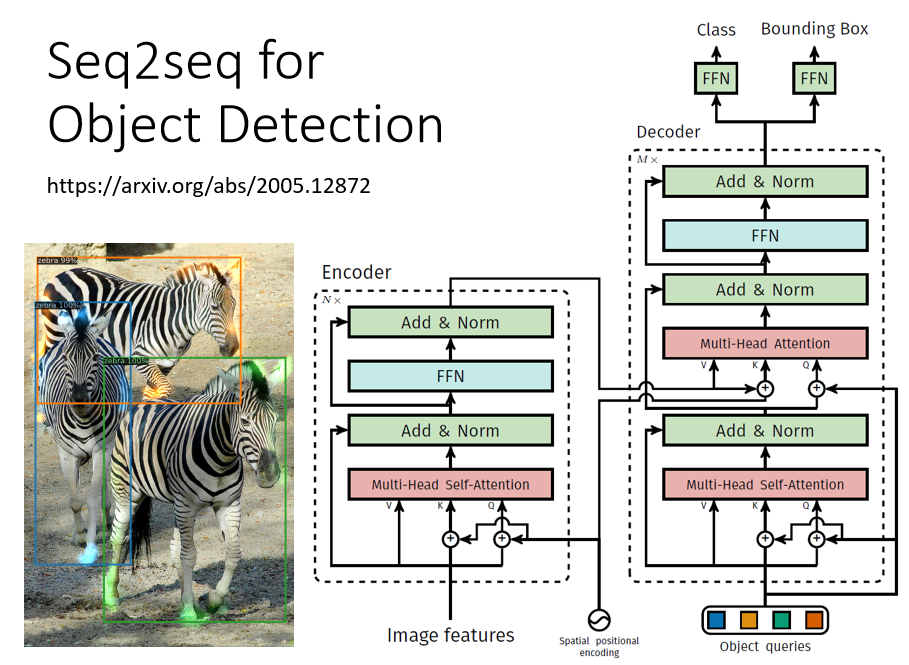 Seq2seq for
Object Detection
https://arxiv.org/abs/2005.12872
zebra 99%
zebra 100%
zebra 100%
Encoder
N×
Add & Norm
FFN
Add & Norm
Multi-Head Self-Attention
V K Q
+ +
Image features
Spatial positional
encoding
Class
Bounding Box
FFN
FFN
Decoder
M×
Add & Norm
FFN
Add & Norm
Multi-Head Attention
V K Q
+ +
Add & Norm
Multi-Head Self-Attention
V K Q
+ +
Object queries